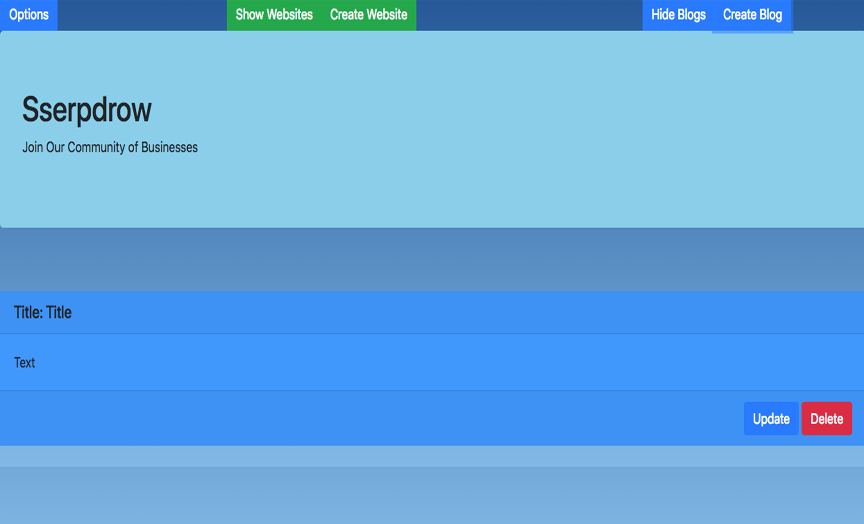 Options Show Websites Create Website Hide Blogs Create Blog
Sserpdrow
Join Our Community of Businesses
Title: Title
Text
Update Delete